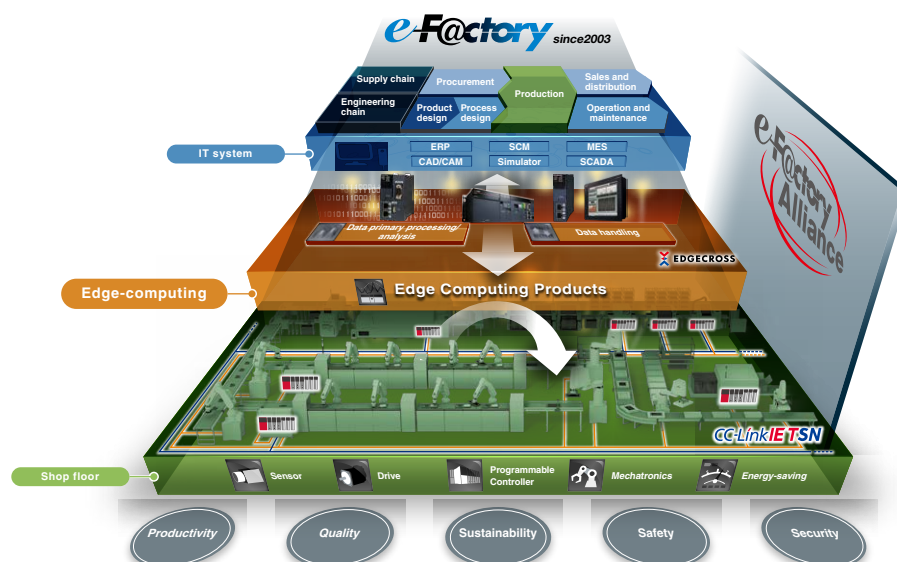 e-F@ctory since2003
Supply chain
Procurement
Production
Sales and
distribution
Engineering
chain
Product
design
Process
design
Operation and
maintenance
IT system
ERP
SCM
MES
CAD/CAM
Simulator
SCADA
e-F@ctory
Alliance
Data primary processing/
analysis
Data handling
EDGECROSS
Edge-computing
Edge Computing Products
CC-Link IE TSN
Shop floor
Sensor
Drive
Programmable
Controller
Mechatronics
Energy-saving
Productivity
Quality
Sustainability
Safety
Security